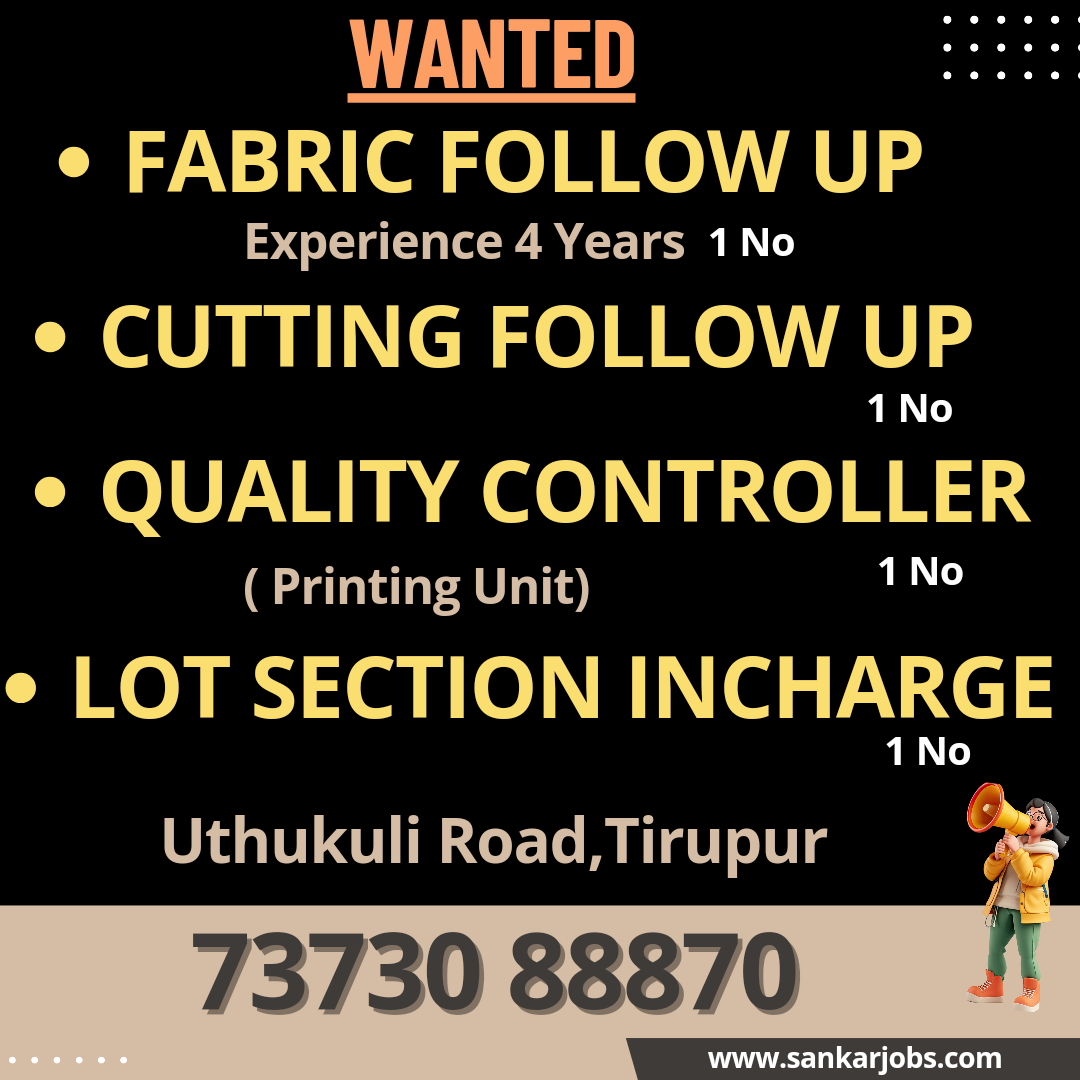 WANTED
• FABRIC FOLLOW UP
Experience 4 Years 1 No
• CUTTING FOLLOW UP
1 No
• QUALITY CONTROLLER
( Printing Unit) 1 No
• LOT SECTION INCHARGE
1 No
Uthukuli Road,Tirupur
73730 88870
www.sankarjobs.com